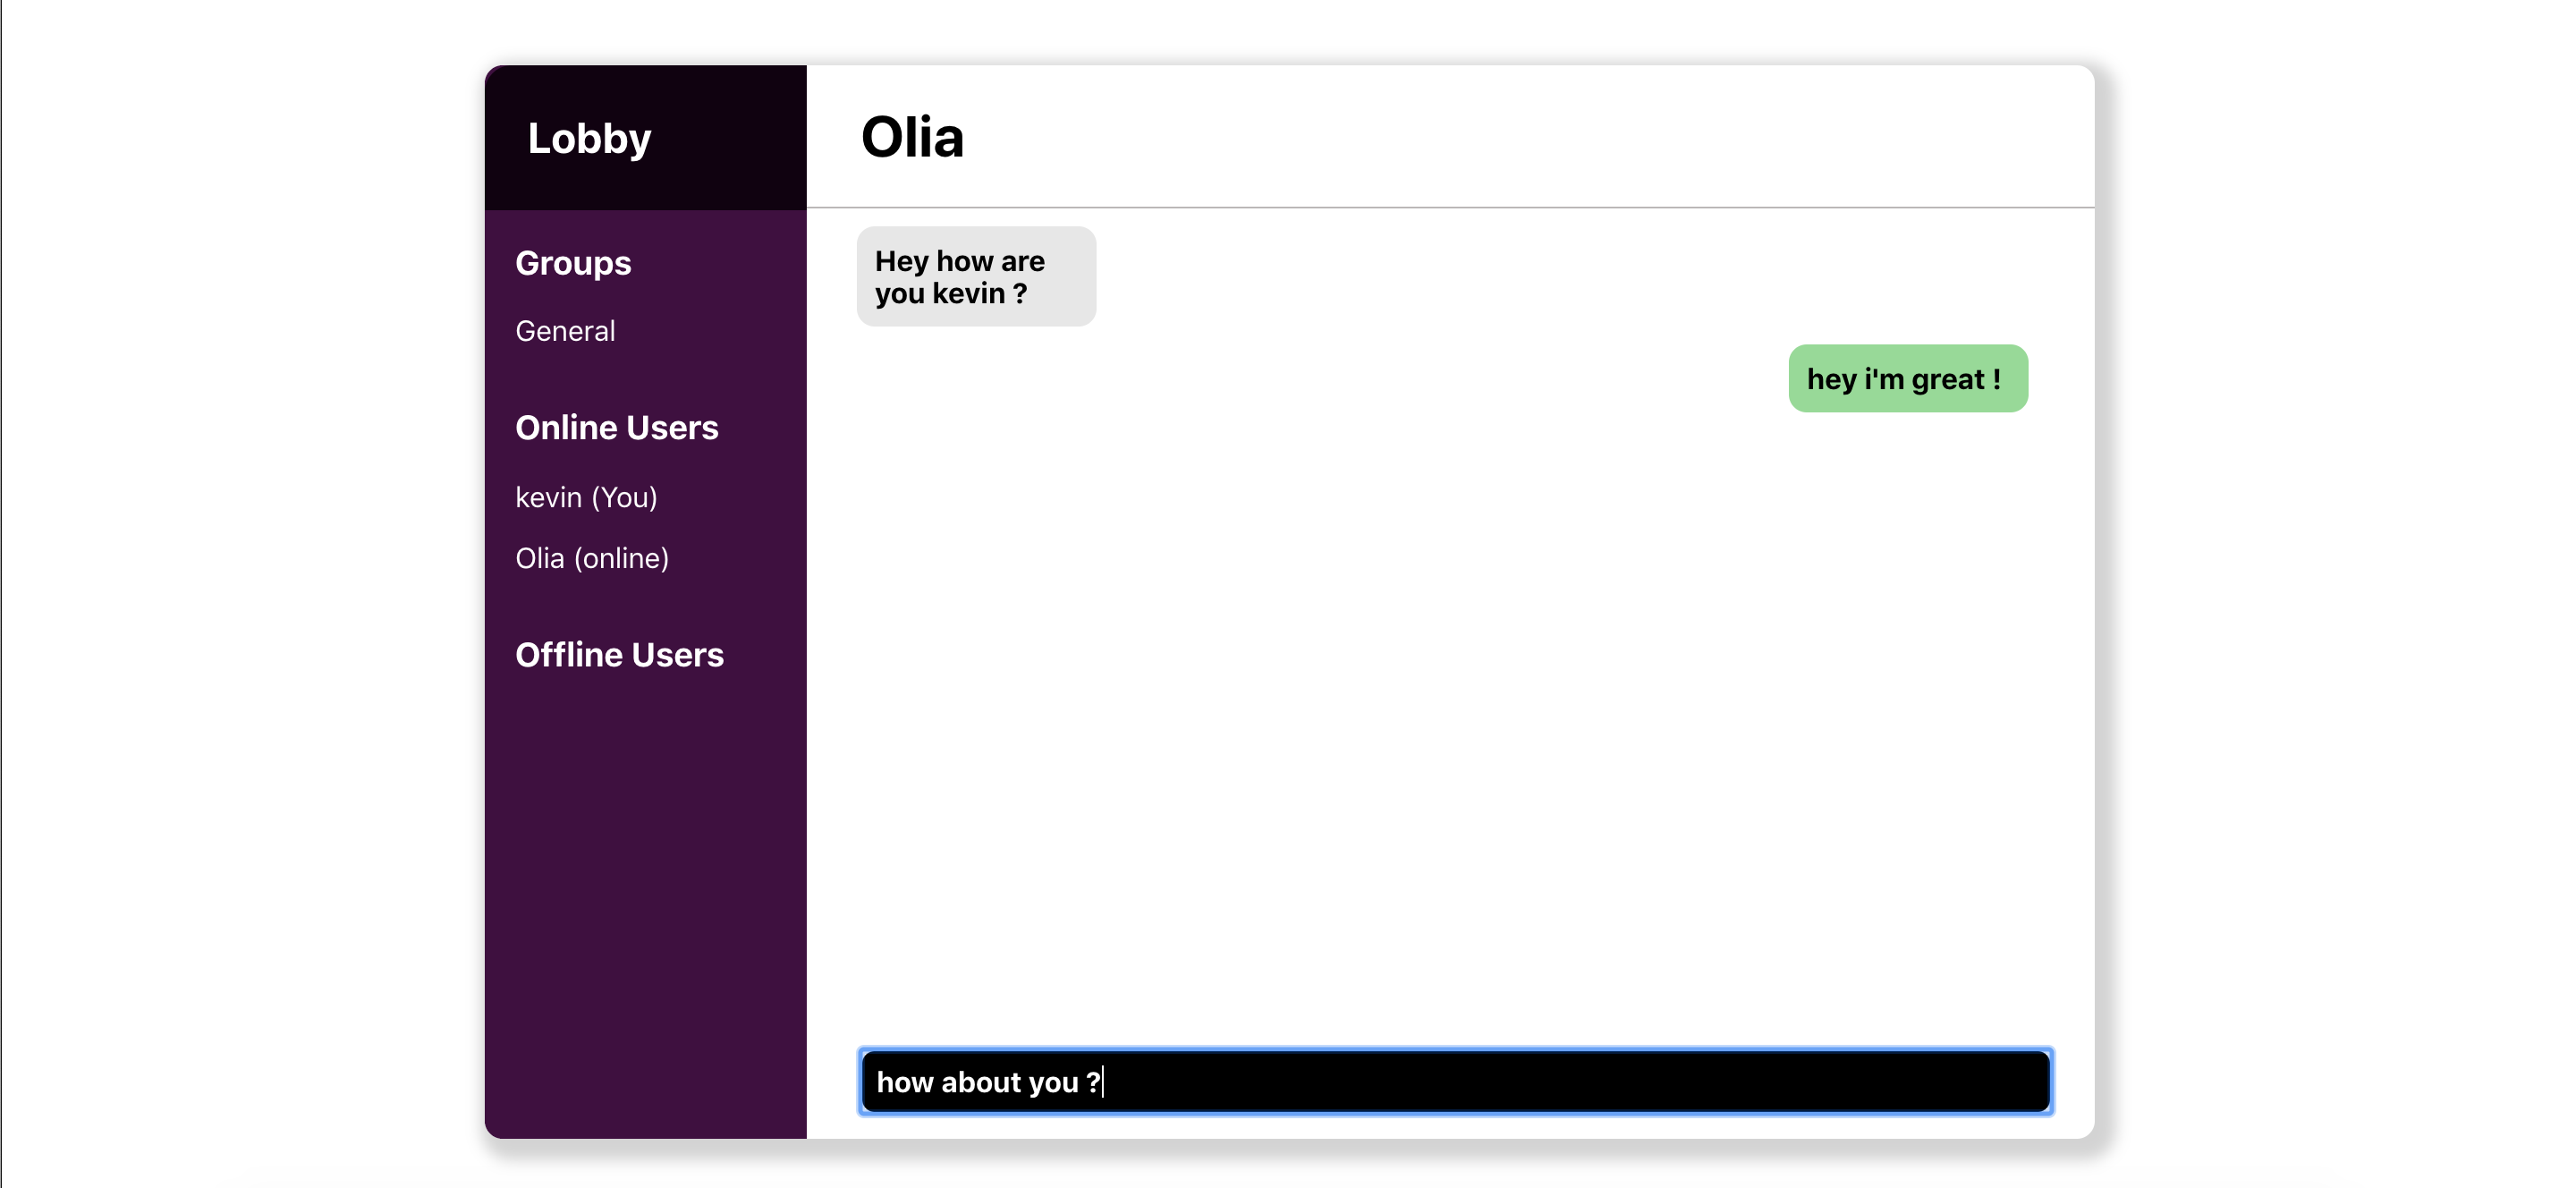 Lobby
Groups
General
Online Users
kevin (You)
Olia (online)
Offline Users
Olia
Hey how are
you kevin ?
hey i'm great !
how about you ?